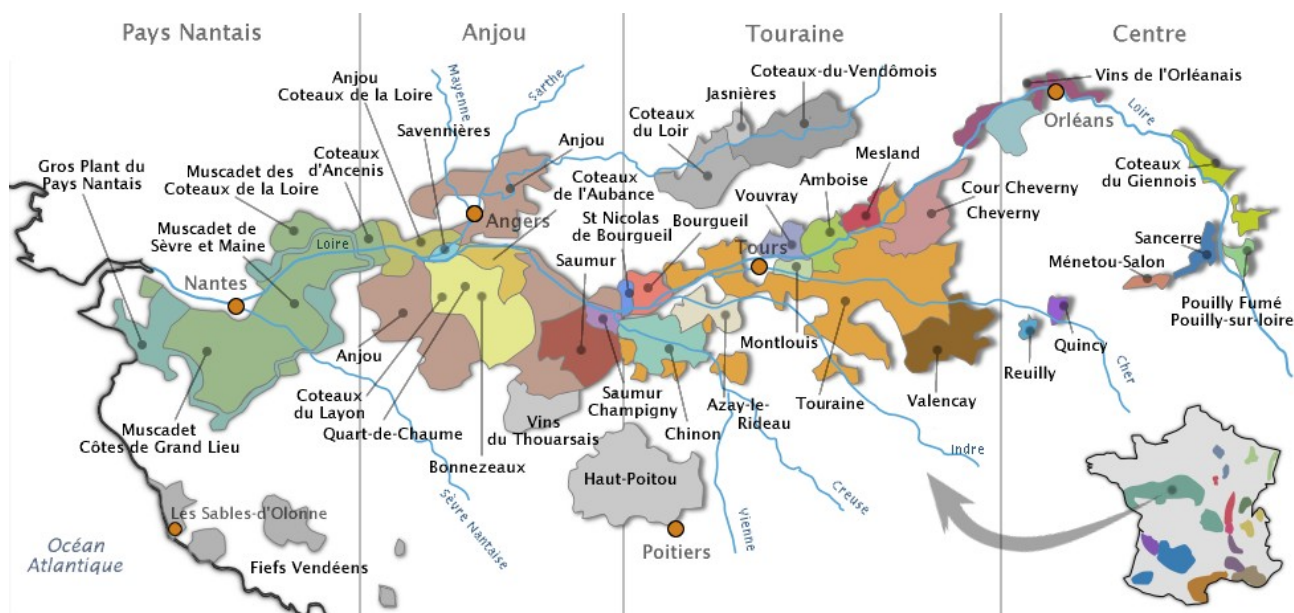 Pays Nantais
Anjou
Touraine
Centre
Mayenne
Sarthe
Anjou
Coteaux de la Loire
Savennières
Coteaux
d'Ancenis
Muscadet des
Coteaux de la Loire
Gros Plant du
Pays Nantais
Muscadet de
Sèvre et Maine
Loire
Nantes
Anjou
Angers
Coteaux
de l'Aubance
St Nicolas
de Bourgueil
Bourgueil
Saumur
Coteaux
du Loir
Jasnières
Coteaux-du-Vendômois
Vouvray
Amboise
Mesland
Tours
Cour Cheverny
Cheverny
Vins de l'Orléanais
Orléans
Loire
Coteaux
du Giennois
Sancerre
Ménetou-Salon
Pouilly Fumé
Pouilly-sur-loire
Quincy
Reuilly
Cher
Montlouis
Touraine
Valencay
Azay-le-
Rideau
Chinon
Saumur
Champigny
Anjou
Coteaux
du Layon
Quart-de-Chaume
Bonnezeaux
Vins
du Thouarsais
Muscadet
Côtes de Grand Lieu
Haut-Poitou
Poitiers
Vienne
Creuse
Indre
Sèvre Nantaise
Les Sables-d'Olonne
Fiefs Vendéens
Océan
Atlantique